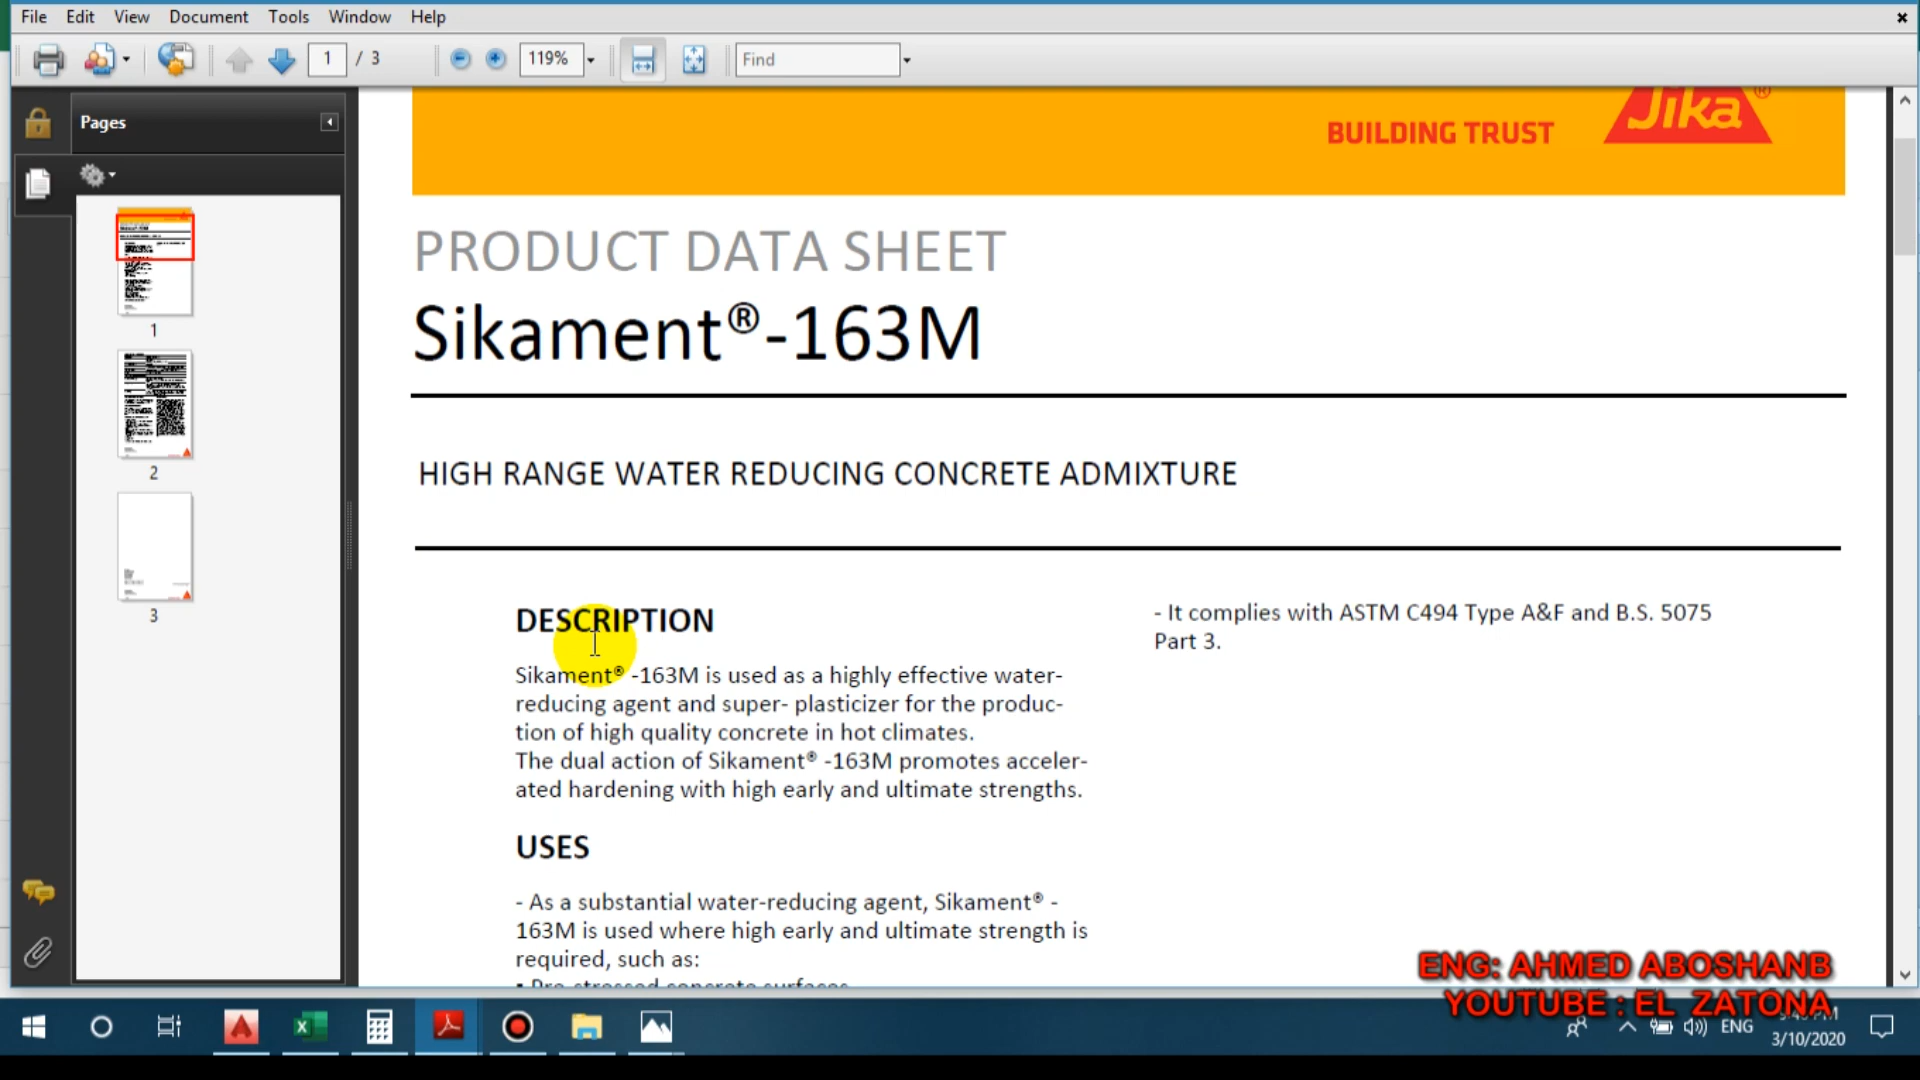 File Edit View Document Tools Window Help
1 / 3 119% Find
BUILDING TRUST
Sika®
Pages
1
2
3
PRODUCT DATA SHEET
Sikament®-163M
HIGH RANGE WATER REDUCING CONCRETE ADMIXTURE
DESCRIPTION
Sikament® -163M is used as a highly effective water-
reducing agent and super- plasticizer for the produc-
tion of high quality concrete in hot climates.
The dual action of Sikament® -163M promotes acceler-
ated hardening with high early and ultimate strengths.
USES
- As a substantial water-reducing agent, Sikament® -
163M is used where high early and ultimate strength is
required, such as:
▪ Pre-stressed concrete surfaces
- It complies with ASTM C494 Type A&F and B.S. 5075
Part 3.
ENG: AHMED ABOSHANB
YOUTUBE : EL ZATONA
ENG
3/10/2020